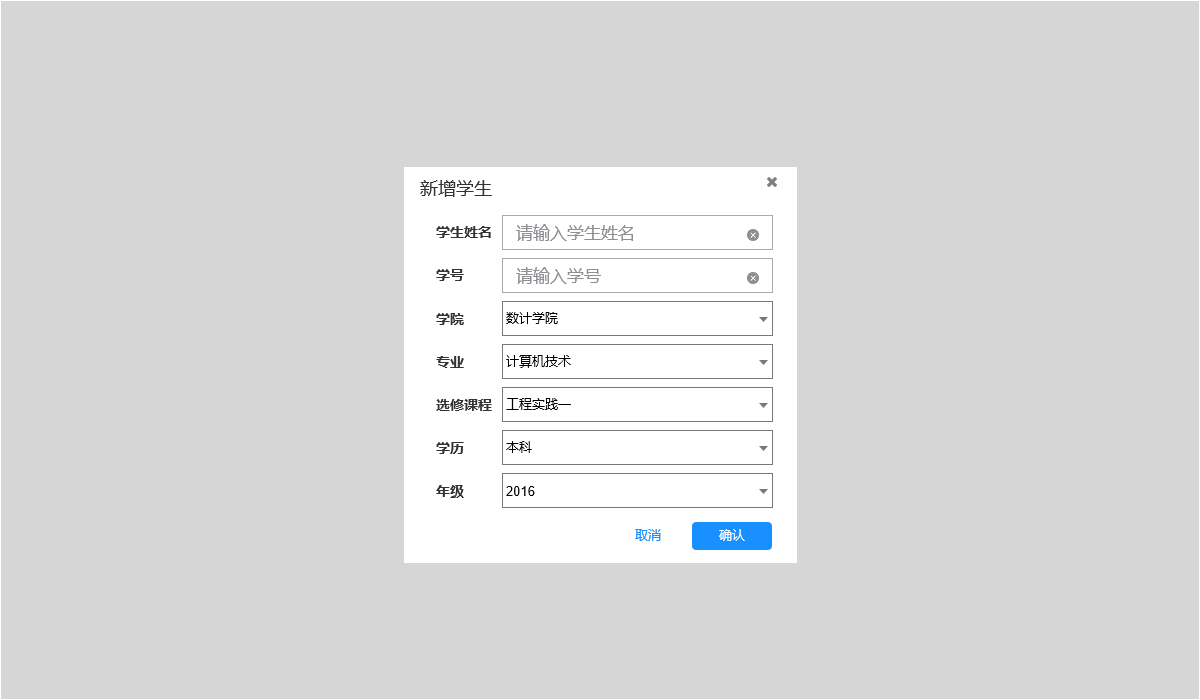 新增学生
学生姓名 请输入学生姓名
学号 请输入学号
学院 数计学院
专业 计算机技术
选修课程 工程实践一
学历 本科
年级 2016
取消 确认